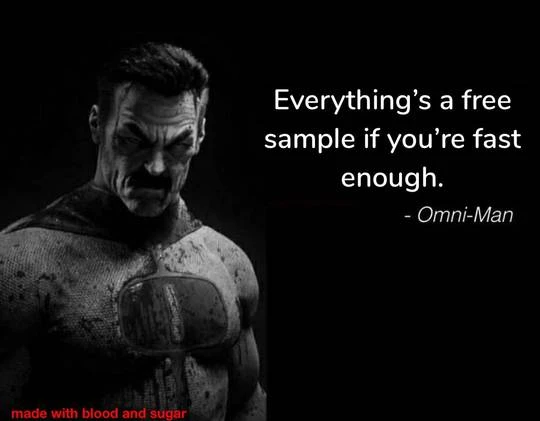 Everything's a free
sample if you're fast
enough.
- Omni-Man
made with blood and sugar